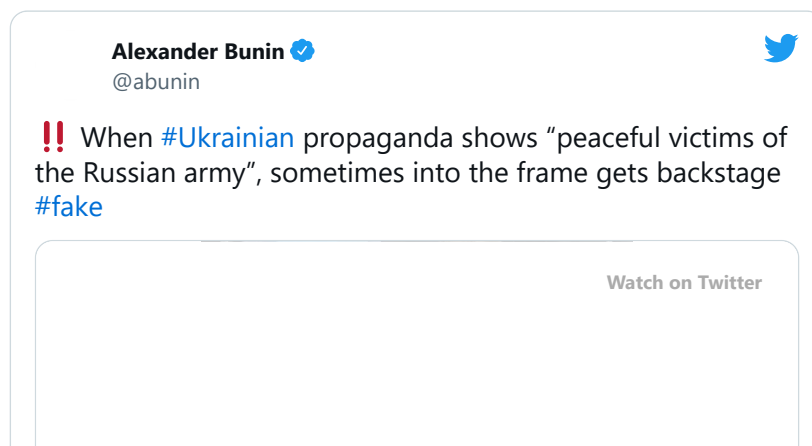 Alexander Bunin
@abunin
‼️ When #Ukrainian propaganda shows “peaceful victims of
the Russian army”, sometimes into the frame gets backstage
#fake
Watch on Twitter